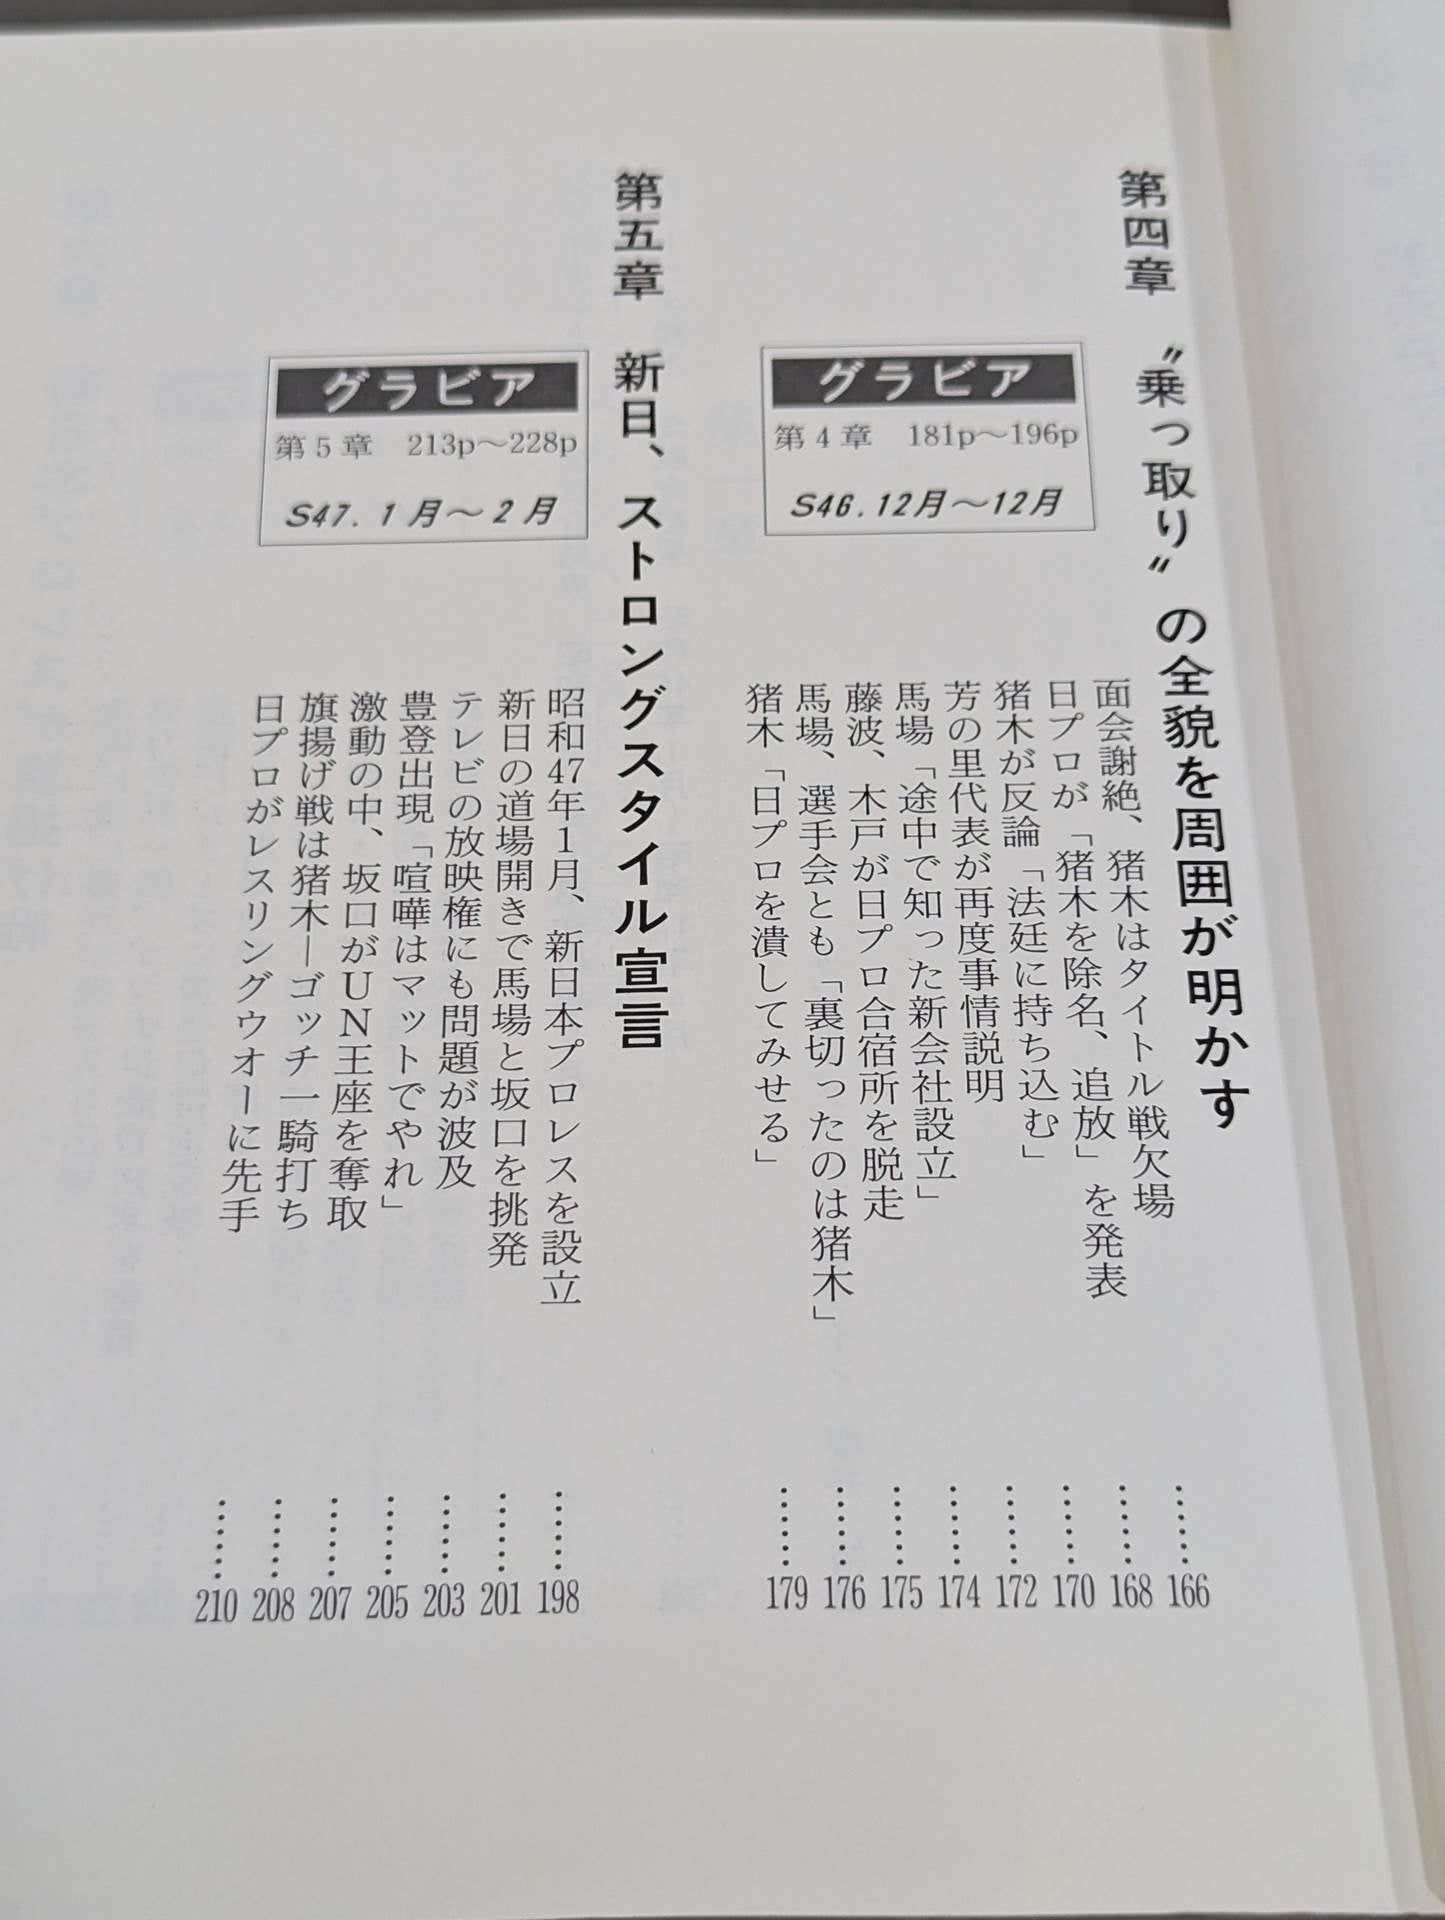 第四章　〝乗っ取り〟の全貌を周囲が明かす
グラビア
第4章　181p～196p
S46.12月～12月
面会謝絶、猪木はタイトル戦欠場……166
日プロが「猪木を除名、追放」を発表……168
猪木が反論「法廷に持ち込む」……170
芳の里代表が再度事情説明……172
馬場「途中で知った新会社設立」……174
藤波、木戸が日プロ合宿所を脱走……175
馬場、選手会とも「裏切ったのは猪木」……176
猪木「日プロを潰してみせる」……179
第五章　新日、ストロングスタイル宣言
グラビア
第5章　213p～228p
S47.1月～2月
昭和47年1月、新日本プロレスを設立……198
新日の道場開きで馬場と坂口を挑発……201
テレビの放映権にも問題が波及……203
豊登出現「喧嘩はマットでやれ」……205
激動の中、坂口がUN王座を奪取……207
旗揚げ戦は猪木―ゴッチ一騎打ち……208
日プロがレスリングウオーに先手……210